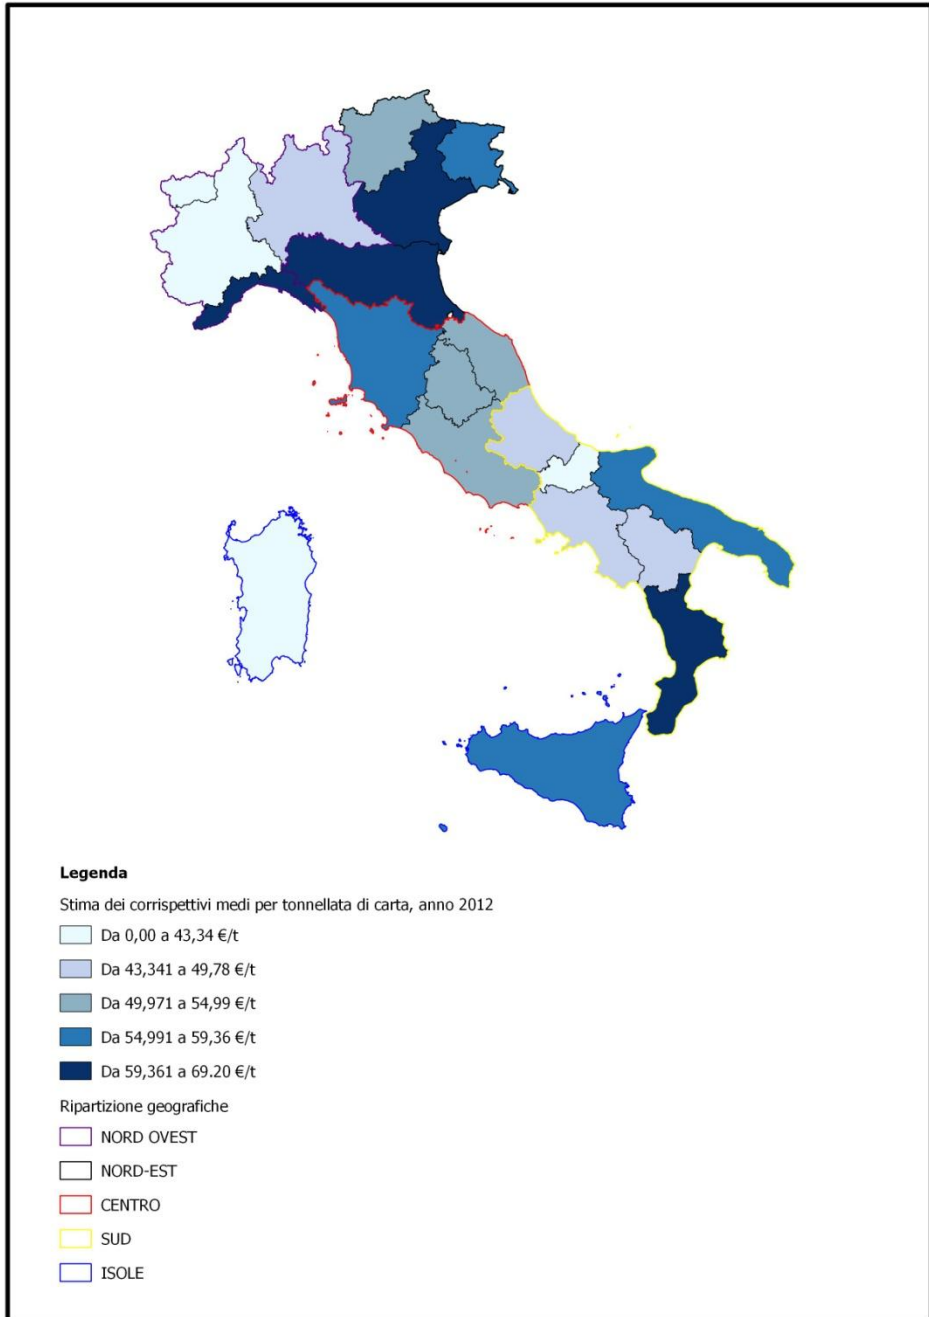 Legenda
Stima dei corrispettivi medi per tonnellata di carta, anno 2012
Da 0,00 a 43,34 €/t
Da 43,341 a 49,78 €/t
Da 49,971 a 54,99 €/t
Da 54,991 a 59,36 €/t
Da 59,361 a 69.20 €/t
Ripartizione geografiche
NORD OVEST
NORD-EST
CENTRO
SUD
ISOLE